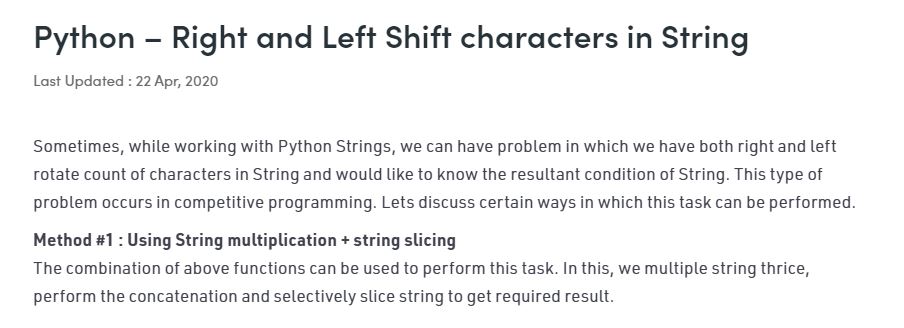 Python – Right and Left Shift characters in String
Last Updated : 22 Apr, 2020
Sometimes, while working with Python Strings, we can have problem in which we have both right and left
rotate count of characters in String and would like to know the resultant condition of String. This type of
problem occurs in competitive programming. Lets discuss certain ways in which this task can be performed.
Method #1 : Using String multiplication + string slicing
The combination of above functions can be used to perform this task. In this, we multiple string thrice,
perform the concatenation and selectively slice string to get required result.